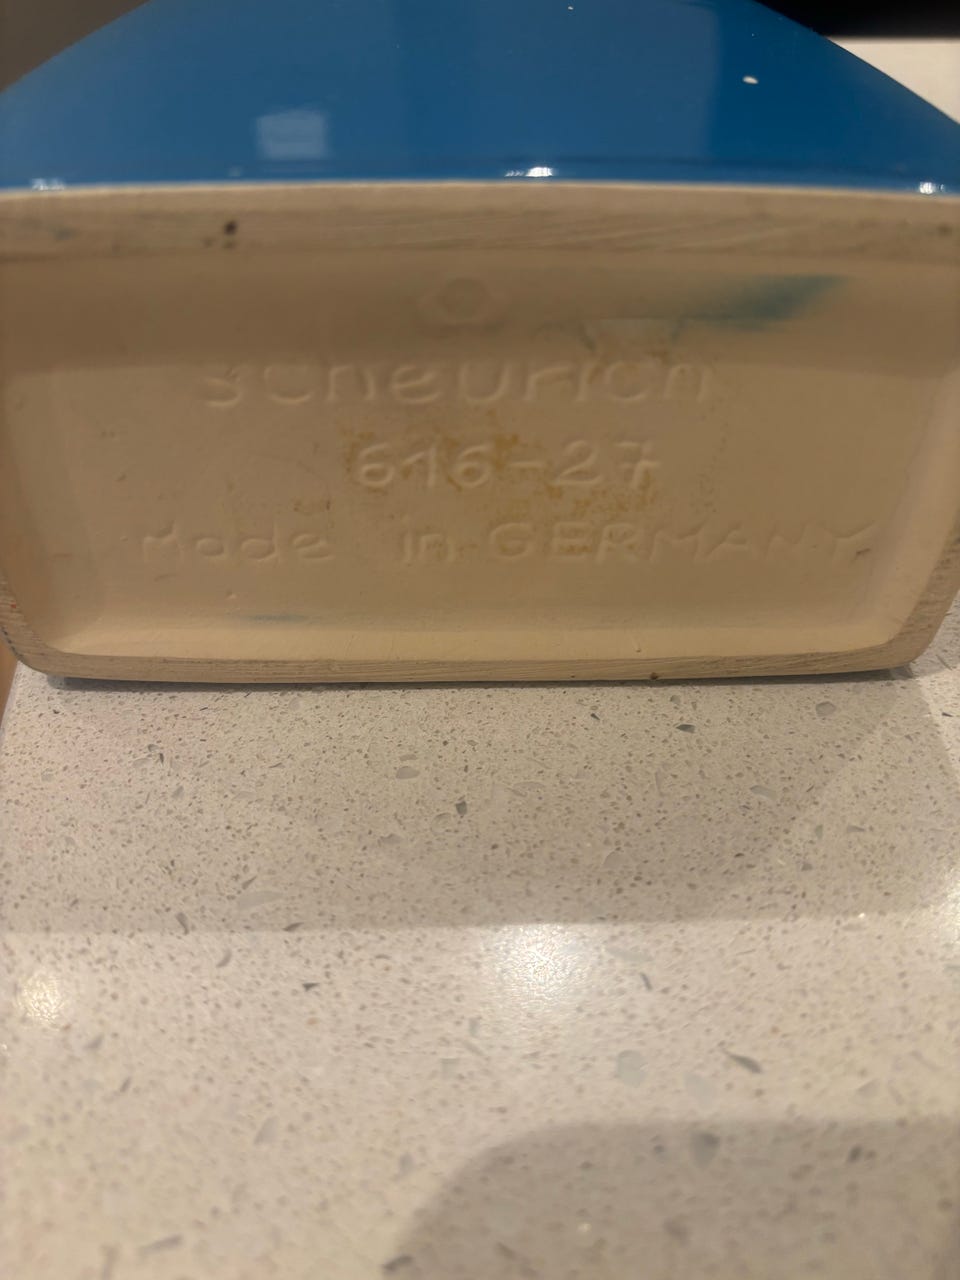 scheurich
616-27
Made in GERMANY